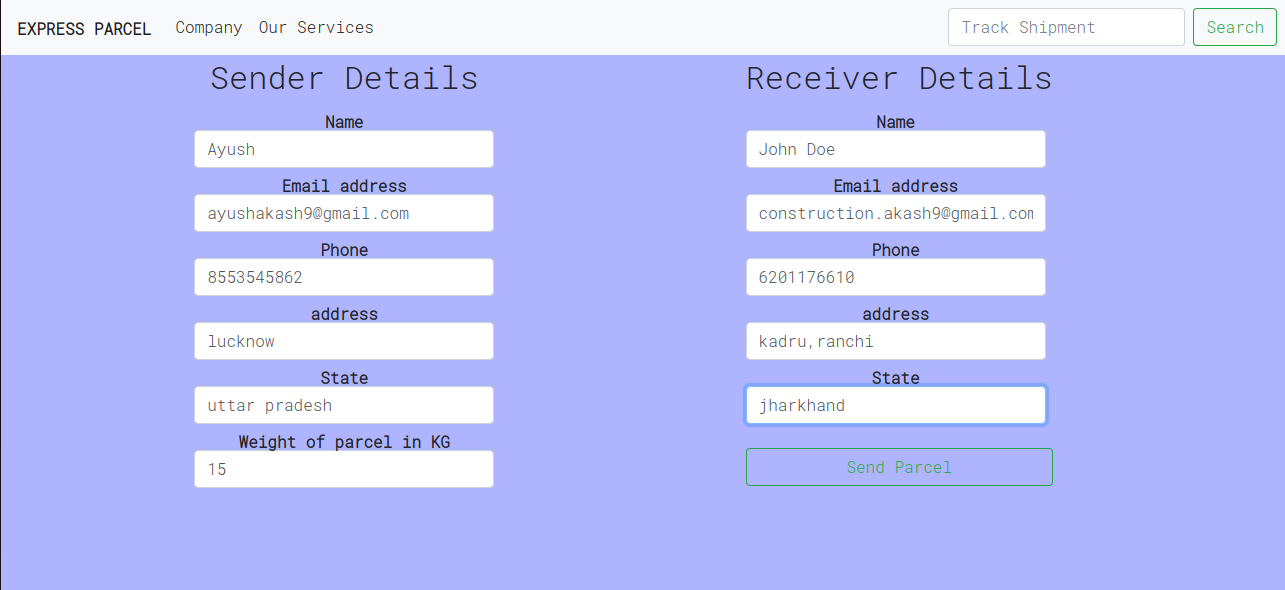 EXPRESS PARCEL Company Our Services Track Shipment Search
Sender Details
Name
Ayush
Email address
ayushakash9@gmail.com
Phone
8553545862
address
lucknow
State
uttar pradesh
Weight of parcel in KG
15
Receiver Details
Name
John Doe
Email address
construction.akash9@gmail.com
Phone
6201176610
address
kadru,ranchi
State
jharkhand
Send Parcel